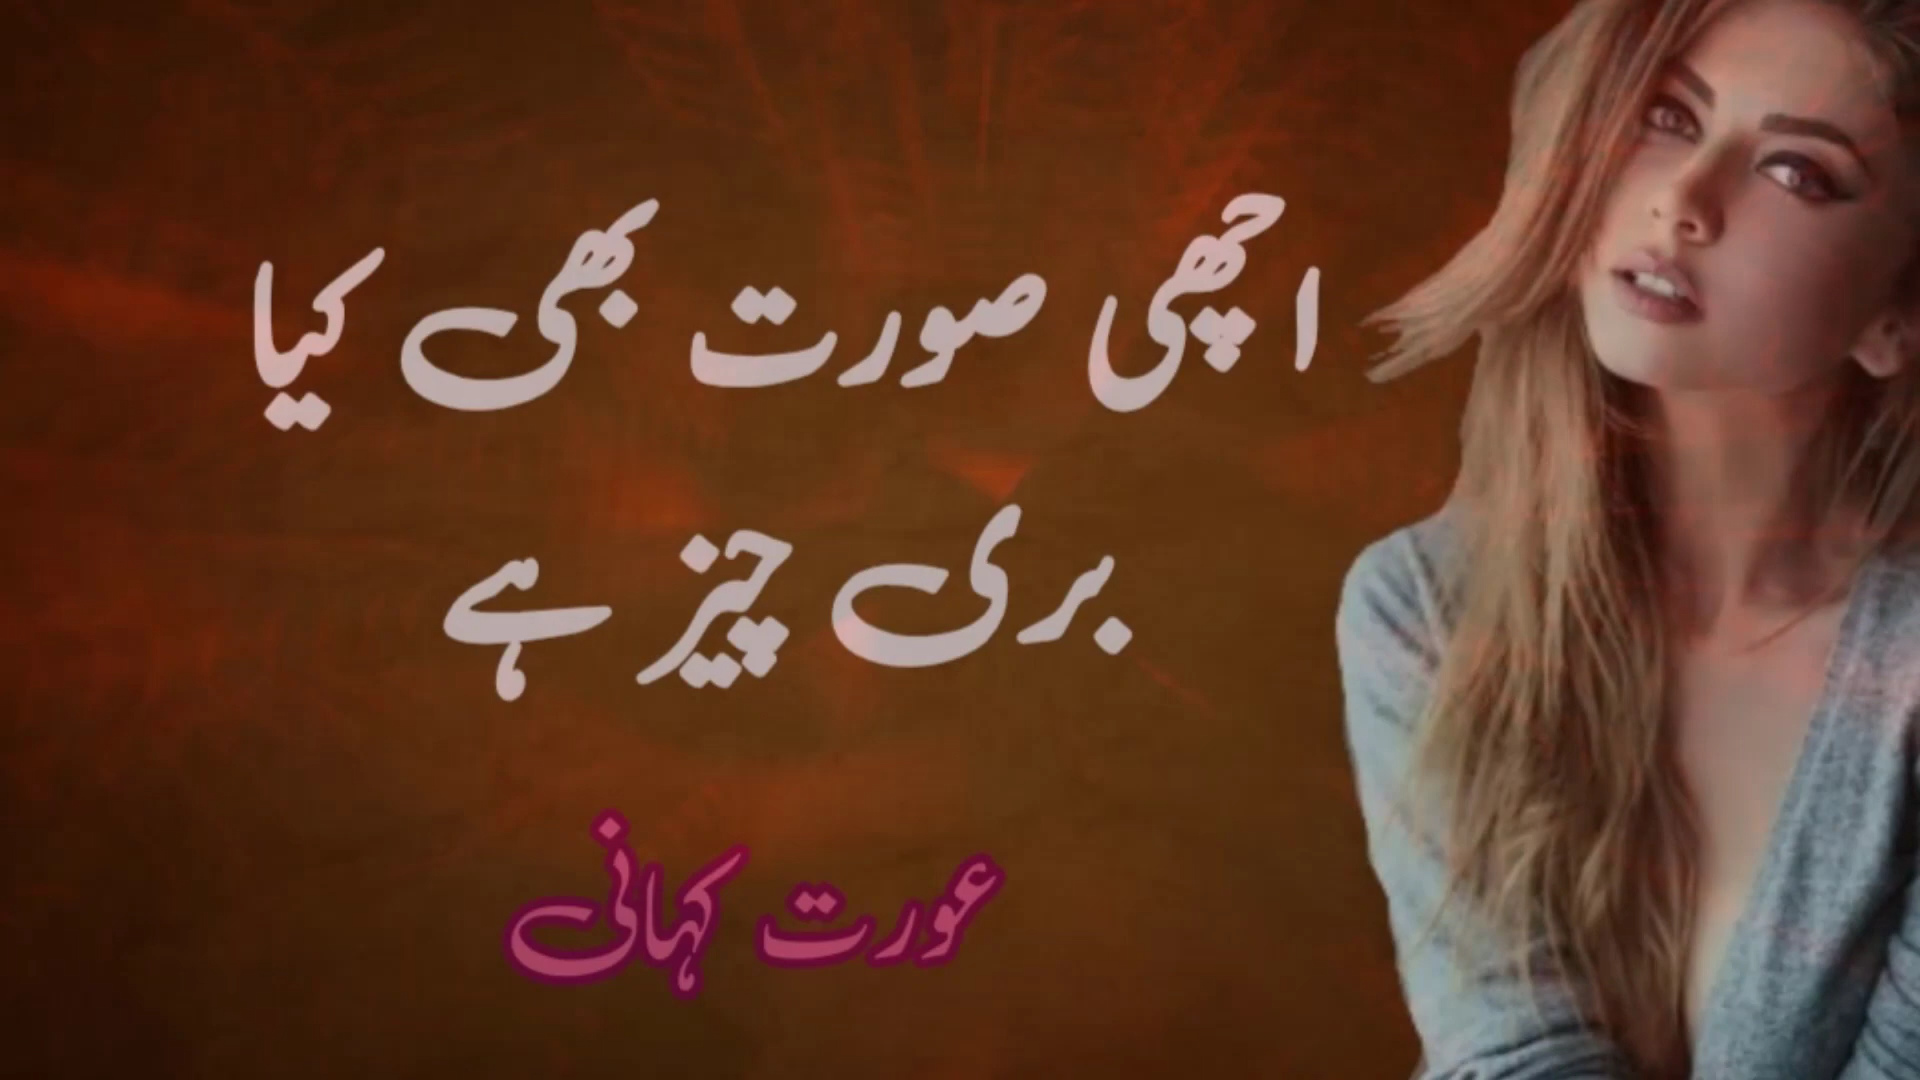 اچھی صورت بھی کیا
بری چیز ہے
عورت کہانی